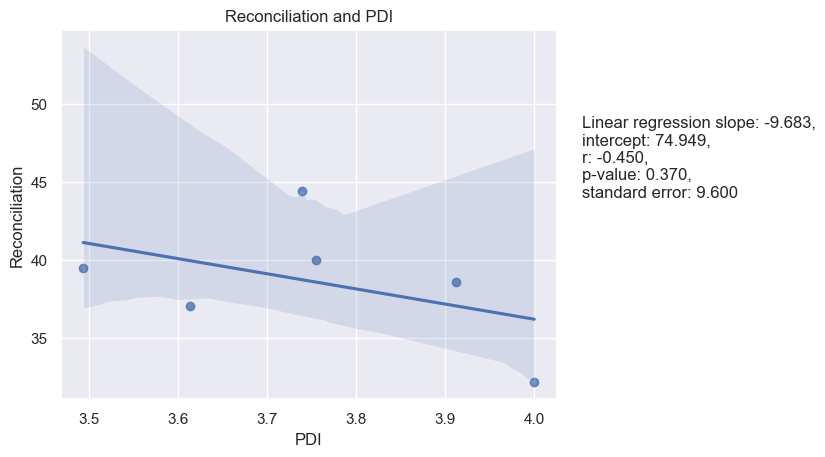 Reconciliation and PDI
50
45
40
35
Reconciliation
3.5 3.6 3.7 3.8 3.9 4.0
PDI
Linear regression slope: -9.683,
intercept: 74.949,
r: -0.450,
p-value: 0.370,
standard error: 9.600